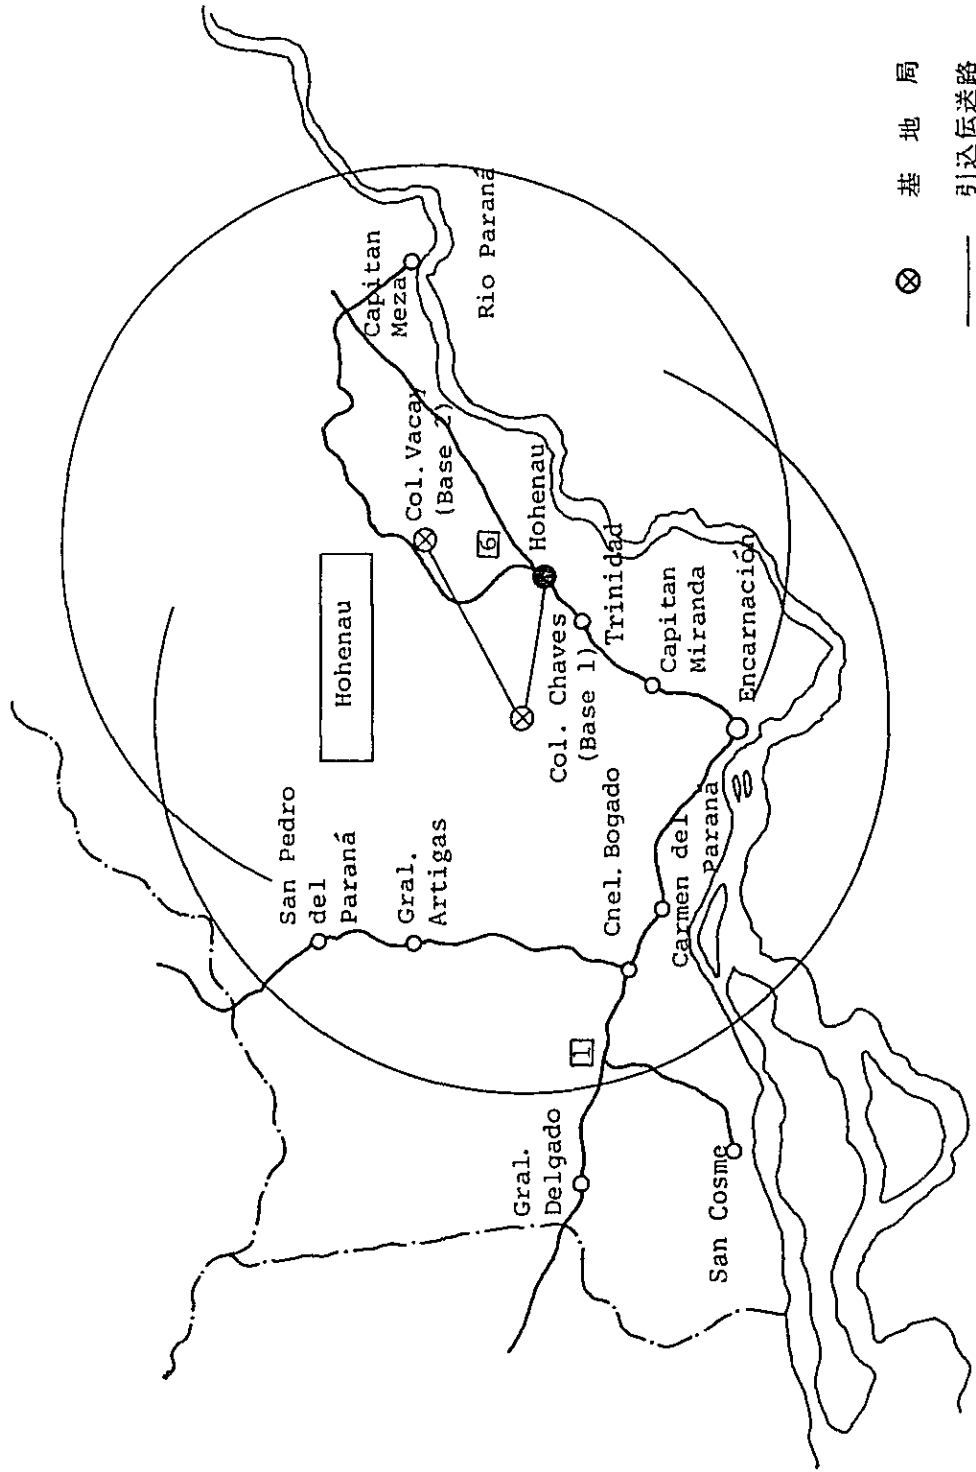 Hohenau
San Pedro
del
Paraná
Gral.
Artigas
Capitan
Meza
Rio Paraná
Col. Vacay
(Base 2)
6
Hohenau
Col. Chaves
(Base 1)
Trinidad
Capitan
Miranda
Encarnación
Cnel. Bogado
Carmen del
Paraná
1
Gral.
Delgado
San Cosme
基地局
引込伝送路